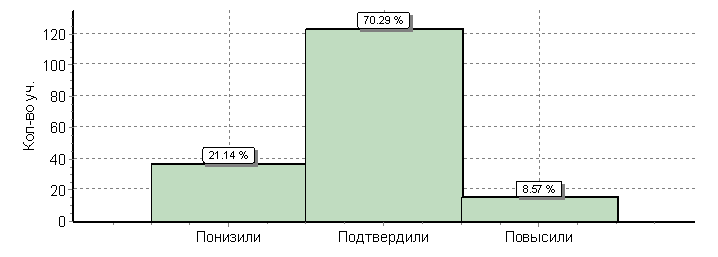 Кол-во уч.
120
100
80
60
40
20
0
70.29 %
21.14 %
8.57 %
Понизили
Подтвердили
Повысили